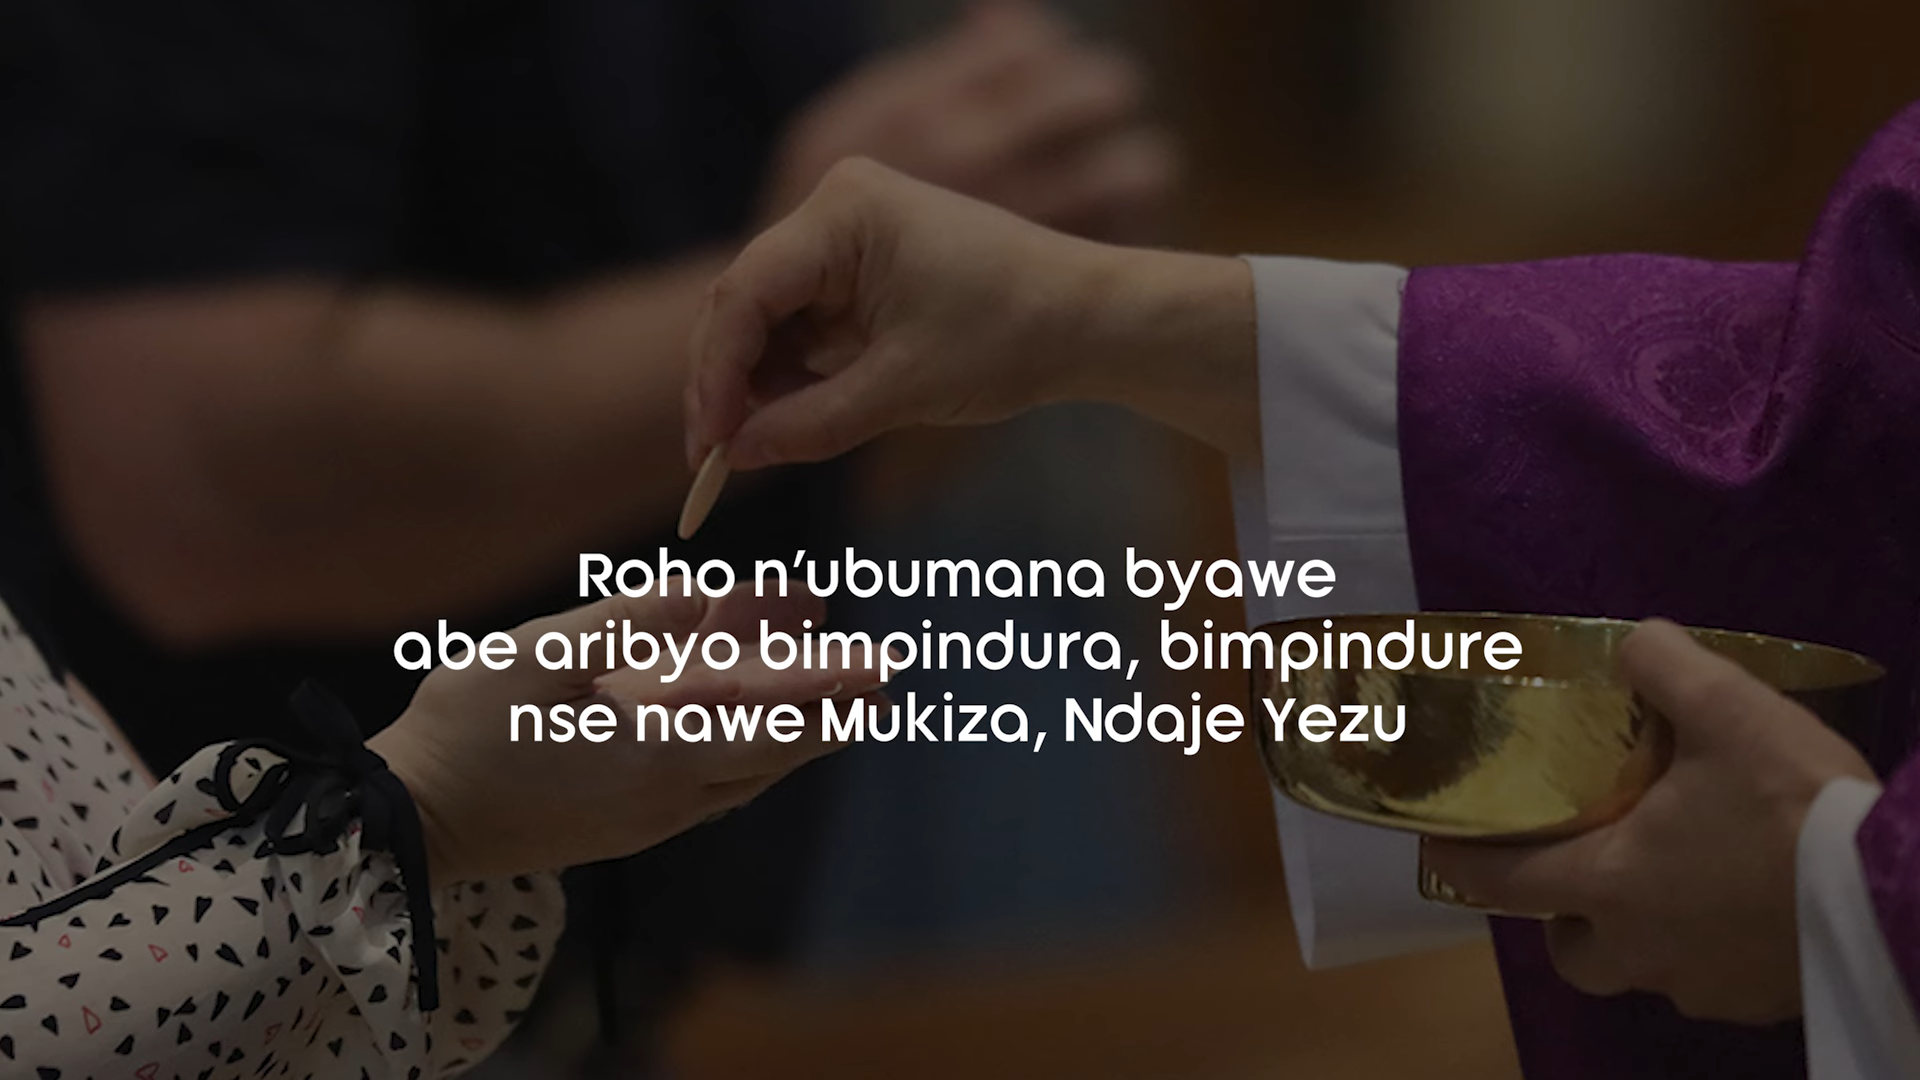 Roho n'ubumana byawe
abe aribyo bimpindura, bimpindure
nse nawe Mukiza, Ndaje Yezu